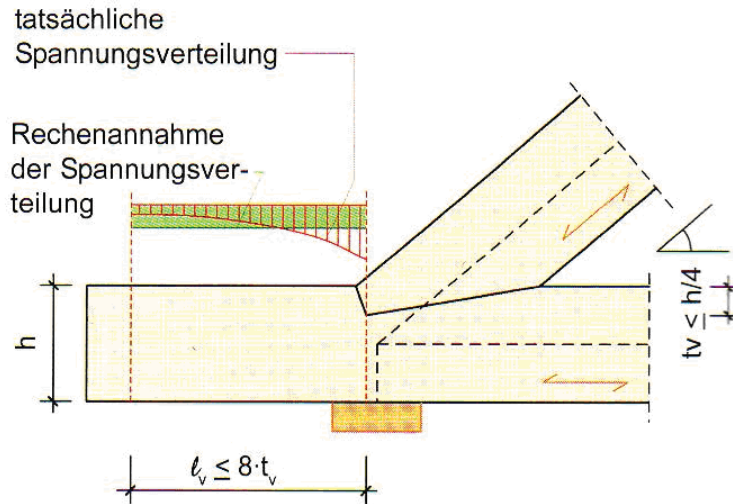 tatsächliche
Spannungsverteilung
Rechenannahme
der Spannungsver-
teilung
h
tv ≤ h/4
ℓv ≤ 8·tv